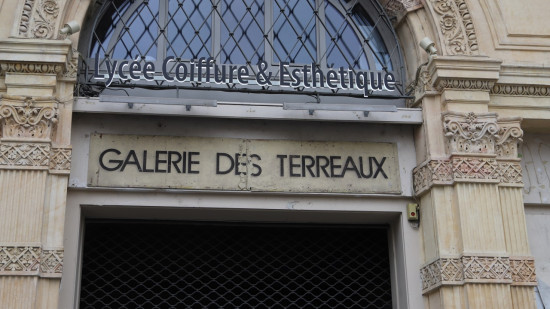 Lycée Coiffure & Esthétique
GALERIE DES TERREAUX